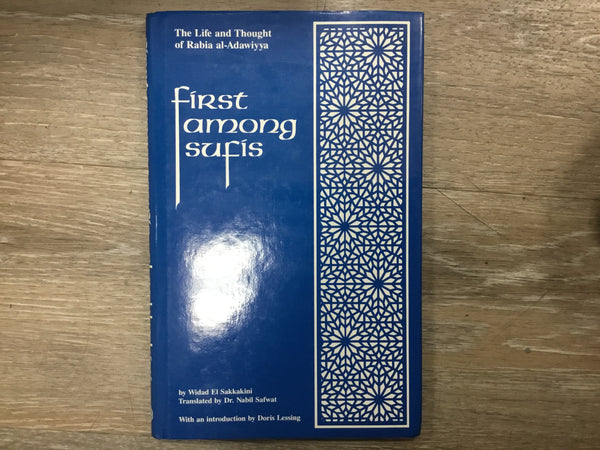 The Life and Thought
of Rabia al-Adawiyya
first
among
sufis
by Widad El Sakkakini
Translated by Dr. Nabil Safwat
With an introduction by Doris Lessing